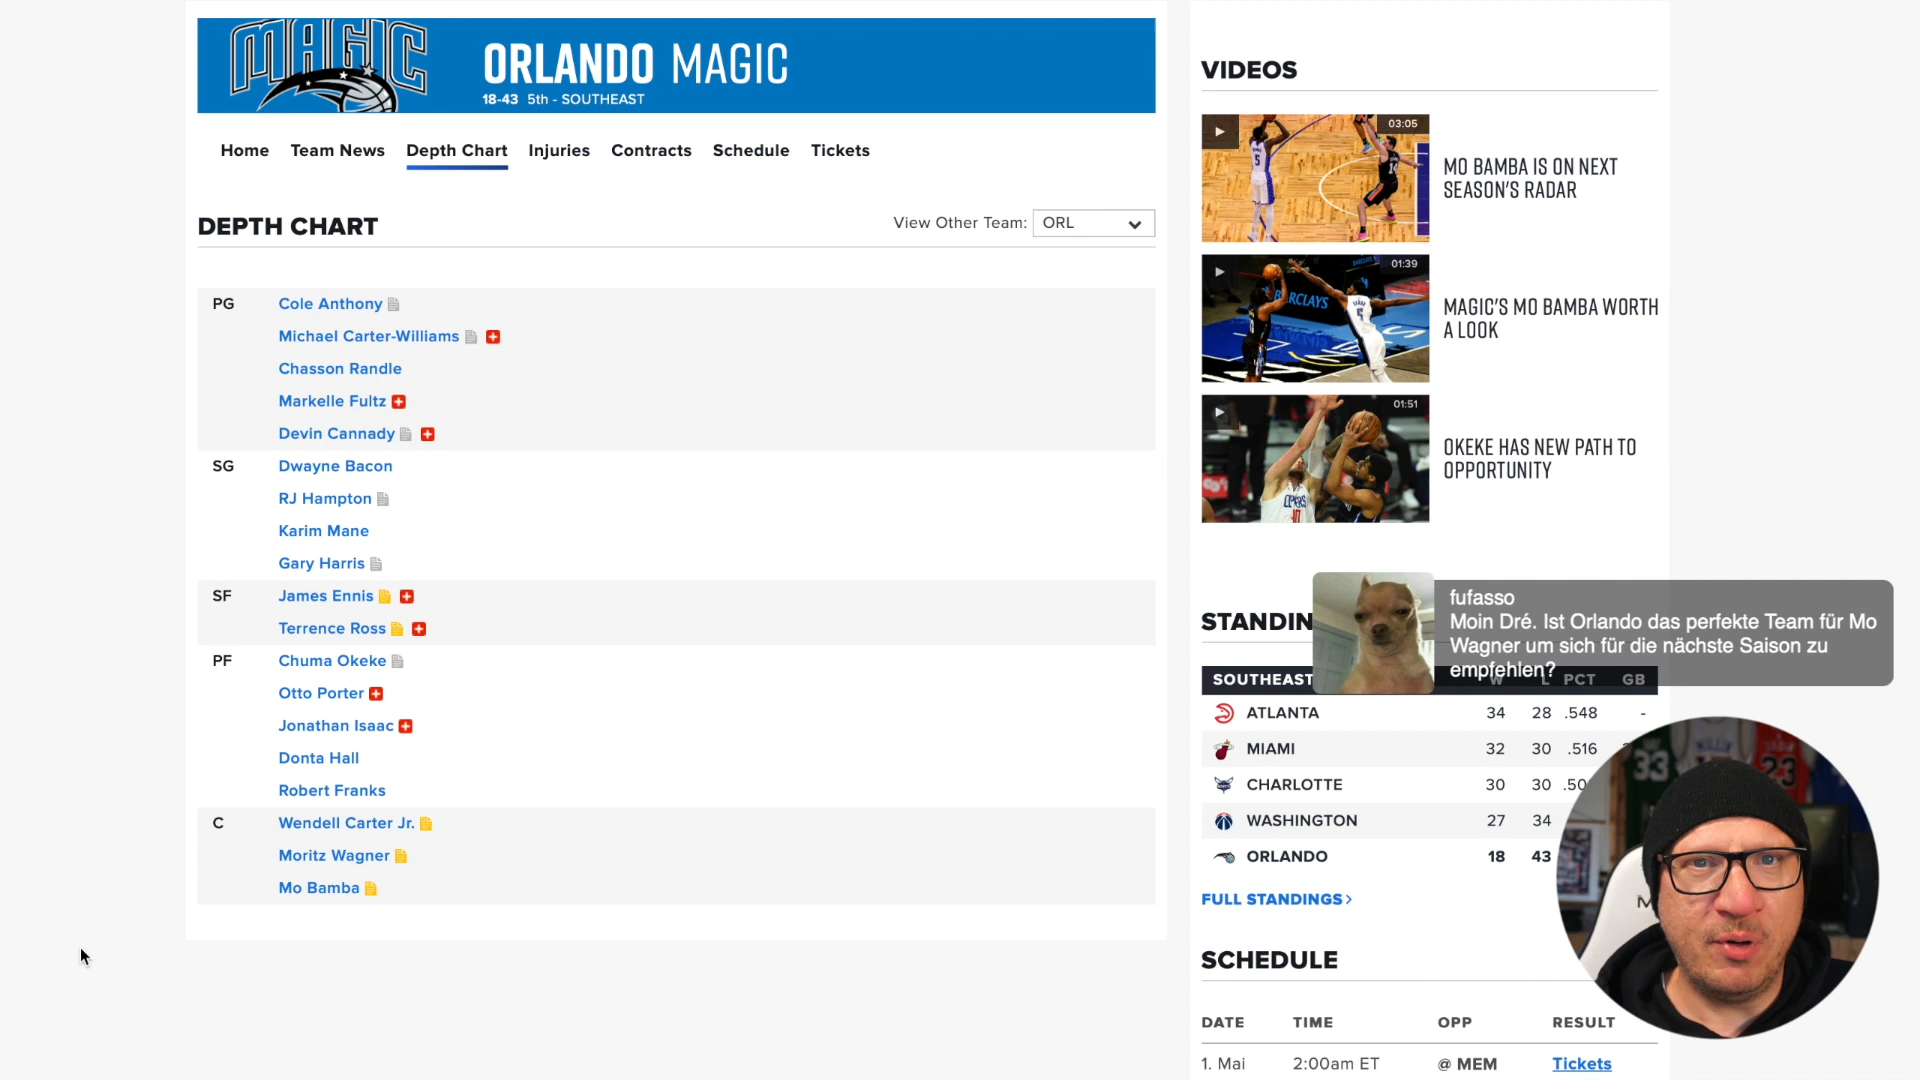 MAGIC
ORLANDO MAGIC
18-43 5th - SOUTHEAST
Home Team News Depth Chart Injuries Contracts Schedule Tickets
DEPTH CHART
View Other Team: ORL
PG Cole Anthony
Michael Carter-Williams
Chasson Randle
Markelle Fultz
Devin Cannady
SG Dwayne Bacon
RJ Hampton
Karim Mane
Gary Harris
SF James Ennis
Terrence Ross
PF Chuma Okeke
Otto Porter
Jonathan Isaac
Donta Hall
Robert Franks
C Wendell Carter Jr.
Moritz Wagner
Mo Bamba
VIDEOS
03:05
MO BAMBA IS ON NEXT
SEASON'S RADAR
01:39
MAGIC'S MO BAMBA WORTH
A LOOK
01:51
OKEKE HAS NEW PATH TO
OPPORTUNITY
fufasso
Moin Dré. Ist Orlando das perfekte Team für Mo
Wagner um sich für die nächste Saison zu
empfehlen?
STANDIN
SOUTHEAST W L PCT GB
ATLANTA 34 28 .548 -
MIAMI 32 30 .516
CHARLOTTE 30 30 .50
WASHINGTON 27 34
ORLANDO 18 43
FULL STANDINGS
SCHEDULE
DATE TIME OPP RESULT
1. Mai 2:00am ET @ MEM Tickets
33
23